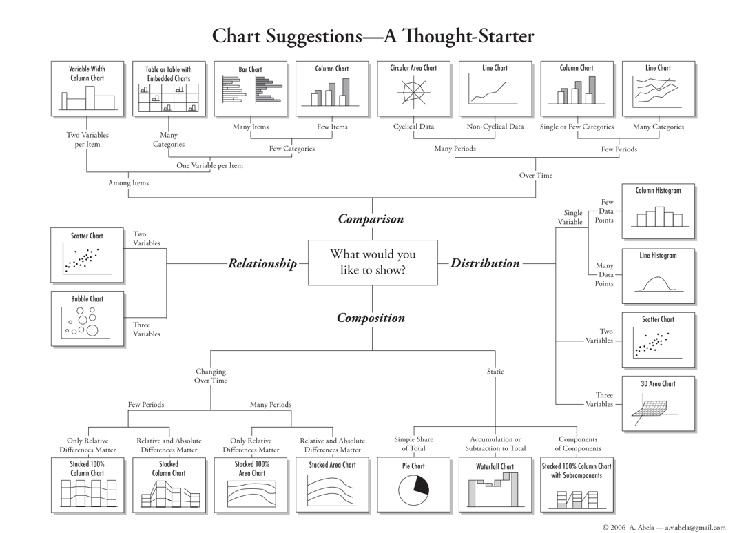 Chart Suggestions—A Thought-Starter
Variable Width
Column Chart
Table or Table with
Embedded Charts
Bar Chart
Column Chart
Circular Area Chart
Line Chart
Column Chart
Line Chart
Two Variables
per Item
Many
Categories
Many Items
Few Items
Cyclical Data
Non-Cyclical Data
Single or Few Categories
Many Categories
Few Categories
Many Periods
Few Periods
One Variable per Item
Among Items
Over Time
Comparison
What would you
like to show?
Relationship
Distribution
Composition
Scatter Chart
Two
Variables
Bubble Chart
Three
Variables
Single
Variable
Few
Data
Points
Column Histogram
Many
Data
Points
Line Histogram
Two
Variables
Scatter Chart
Three
Variables
3D Area Chart
Changing
Over Time
Static
Few Periods
Many Periods
Only Relative
Differences Matter
Relative and Absolute
Differences Matter
Only Relative
Differences Matter
Relative and Absolute
Differences Matter
Simple Share
of Total
Accumulation or
Subtraction to Total
Components
of Components
Stacked 100%
Column Chart
Stacked
Column Chart
Stacked 100%
Area Chart
Stacked Area Chart
Pie Chart
Waterfall Chart
Stacked 100% Column Chart
with Subcomponents
© 2006 A. Abela — a.v.abela@gmail.com